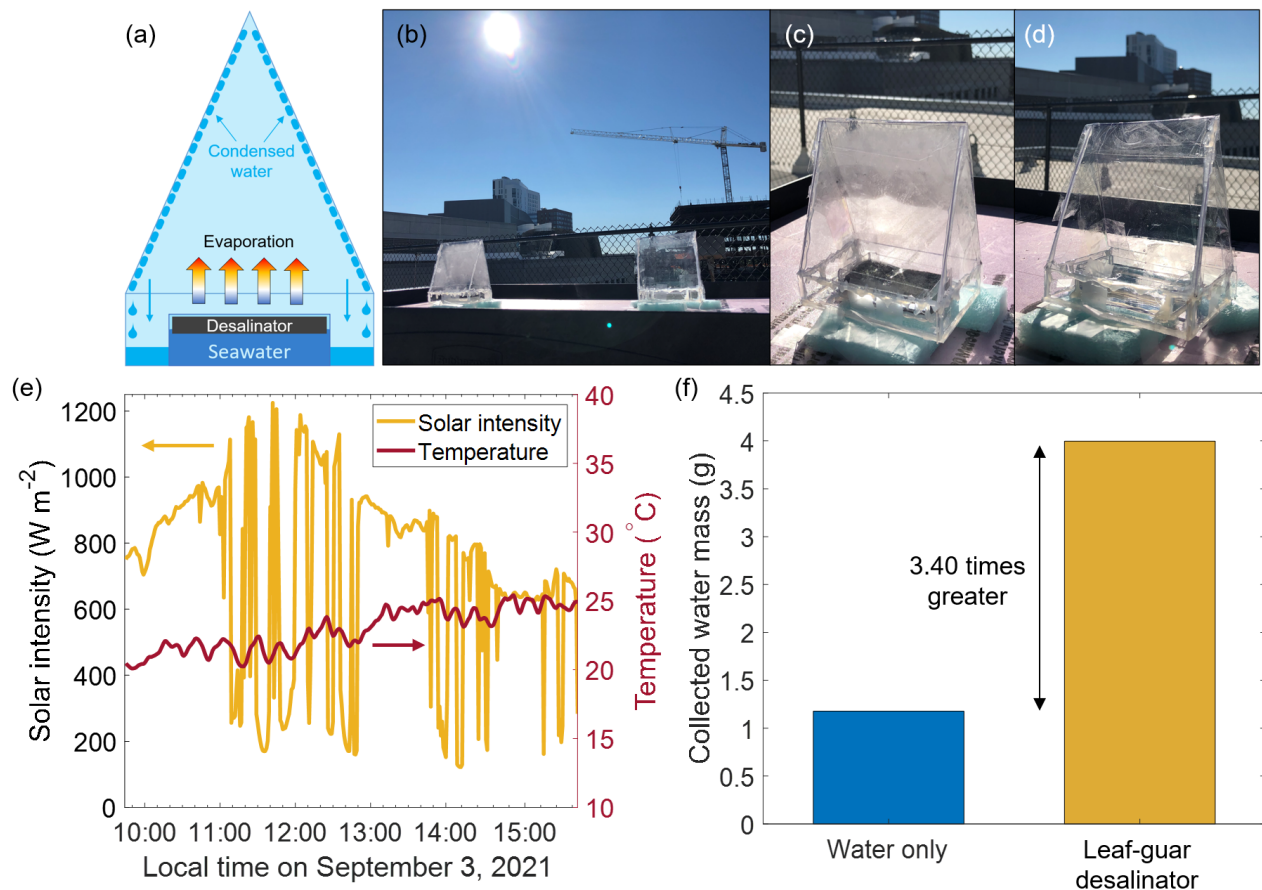 (a)
Condensed
water
Evaporation
Desalinator
Seawater
(b)
(c)
(d)
(e)
Solar intensity (W m-2)
1200
1000
800
600
400
200
0
Solar intensity
Temperature
40
35
30
25
20
15
10
Temperature (°C)
10:00 11:00 12:00 13:00 14:00 15:00
Local time on September 3, 2021
(f)
Collected water mass (g)
4.5
4
3.5
3
2.5
2
1.5
1
0.5
0
3.40 times
greater
Water only
Leaf-guar
desalinator